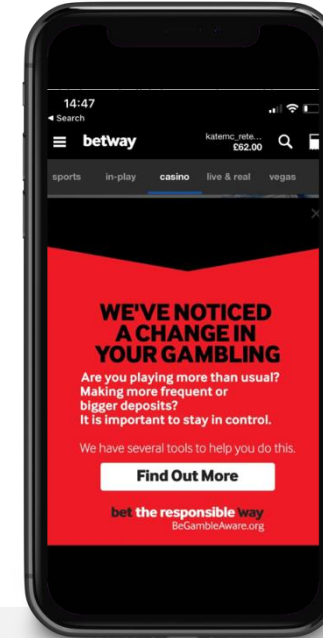 14:47
Search
betway
katemc_rete...
£62.00
sports in-play casino live & real vegas
WE'VE NOTICED
A CHANGE IN
YOUR GAMBLING
Are you playing more than usual?
Making more frequent or
bigger deposits?
It is important to stay in control.
We have several tools to help you do this.
Find Out More
bet the responsible way
BeGambleAware.org